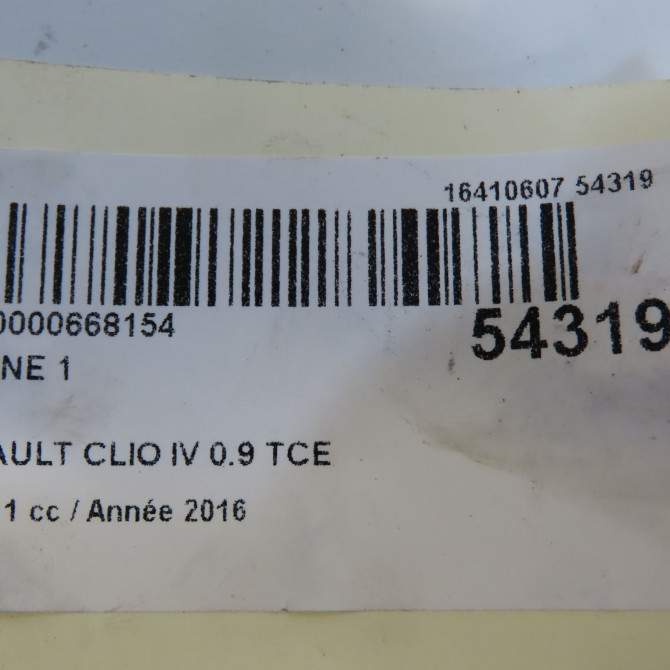 16410607 54319
0000668154
54319
NE 1
AULT CLIO IV 0.9 TCE
1 cc / Année 2016